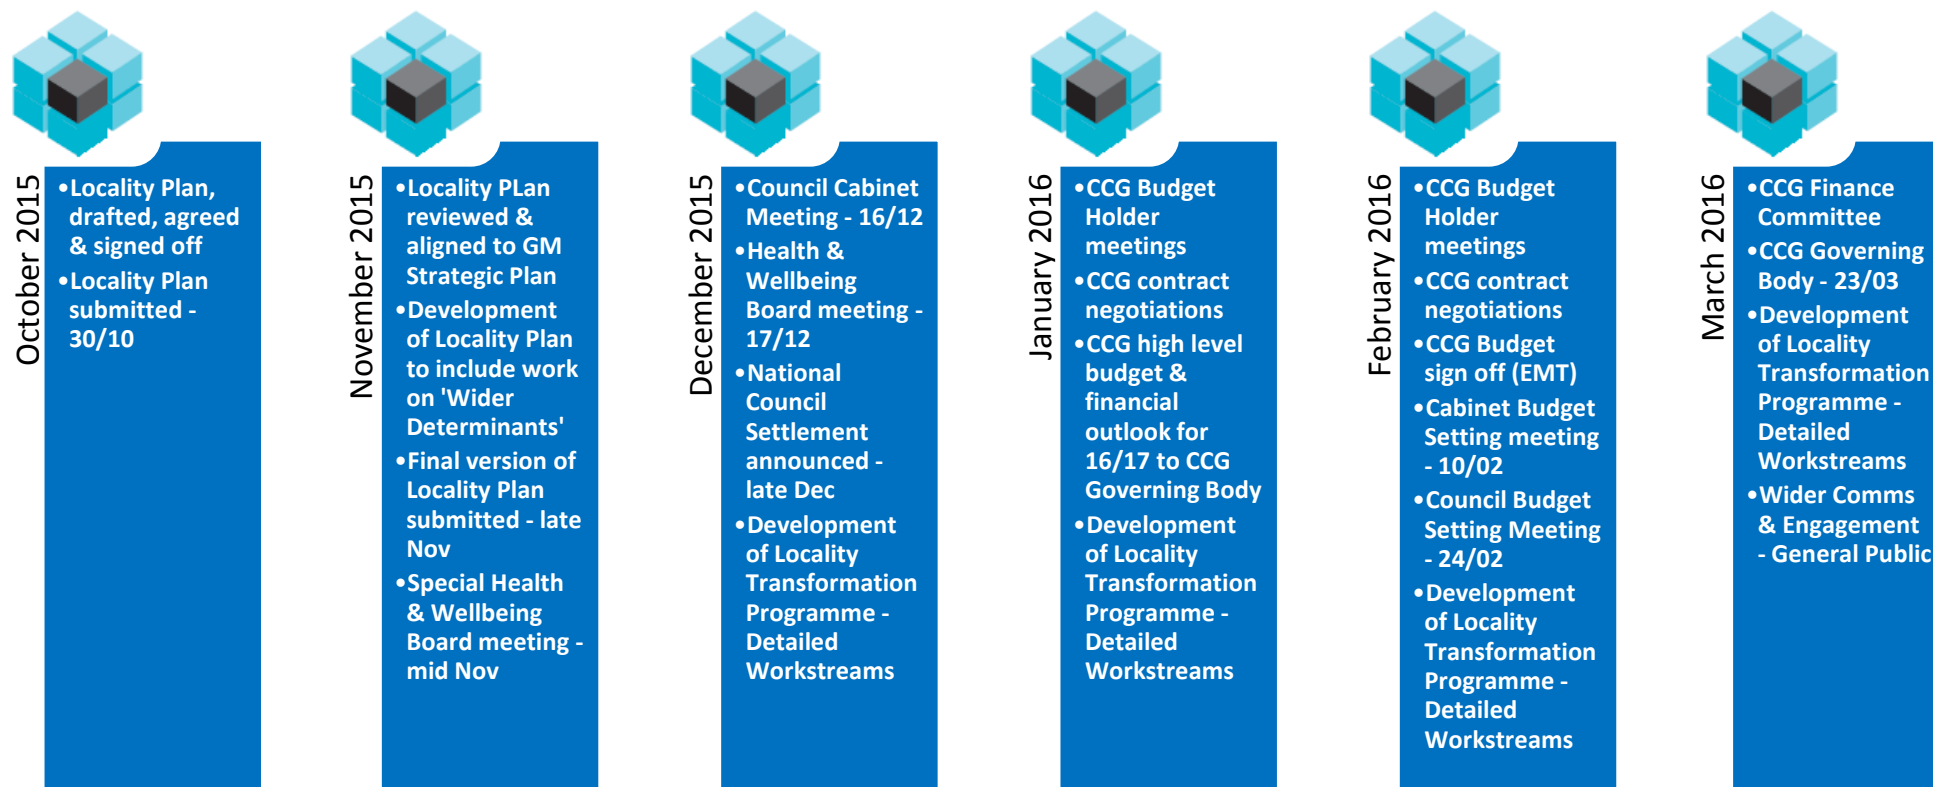 October 2015
•Locality Plan,
drafted, agreed
& signed off
•Locality Plan
submitted -
30/10
November 2015
•Locality PLan
reviewed &
aligned to GM
Strategic Plan
•Development
of Locality Plan
to include work
on 'Wider
Determinants'
•Final version of
Locality Plan
submitted - late
Nov
•Special Health
& Wellbeing
Board meeting -
mid Nov
December 2015
•Council Cabinet
Meeting - 16/12
•Health &
Wellbeing
Board meeting -
17/12
•National
Council
Settlement
announced -
late Dec
•Development
of Locality
Transformation
Programme -
Detailed
Workstreams
January 2016
•CCG Budget
Holder
meetings
•CCG contract
negotiations
•CCG high level
budget &
financial
outlook for
16/17 to CCG
Governing Body
•Development
of Locality
Transformation
Programme -
Detailed
Workstreams
February 2016
•CCG Budget
Holder
meetings
•CCG contract
negotiations
•CCG Budget
sign off (EMT)
•Cabinet Budget
Setting meeting
- 10/02
•Council Budget
Setting Meeting
- 24/02
•Development
of Locality
Transformation
Programme -
Detailed
Workstreams
March 2016
•CCG Finance
Committee
•CCG Governing
Body - 23/03
•Development
of Locality
Transformation
Programme -
Detailed
Workstreams
•Wider Comms
& Engagement
- General Public